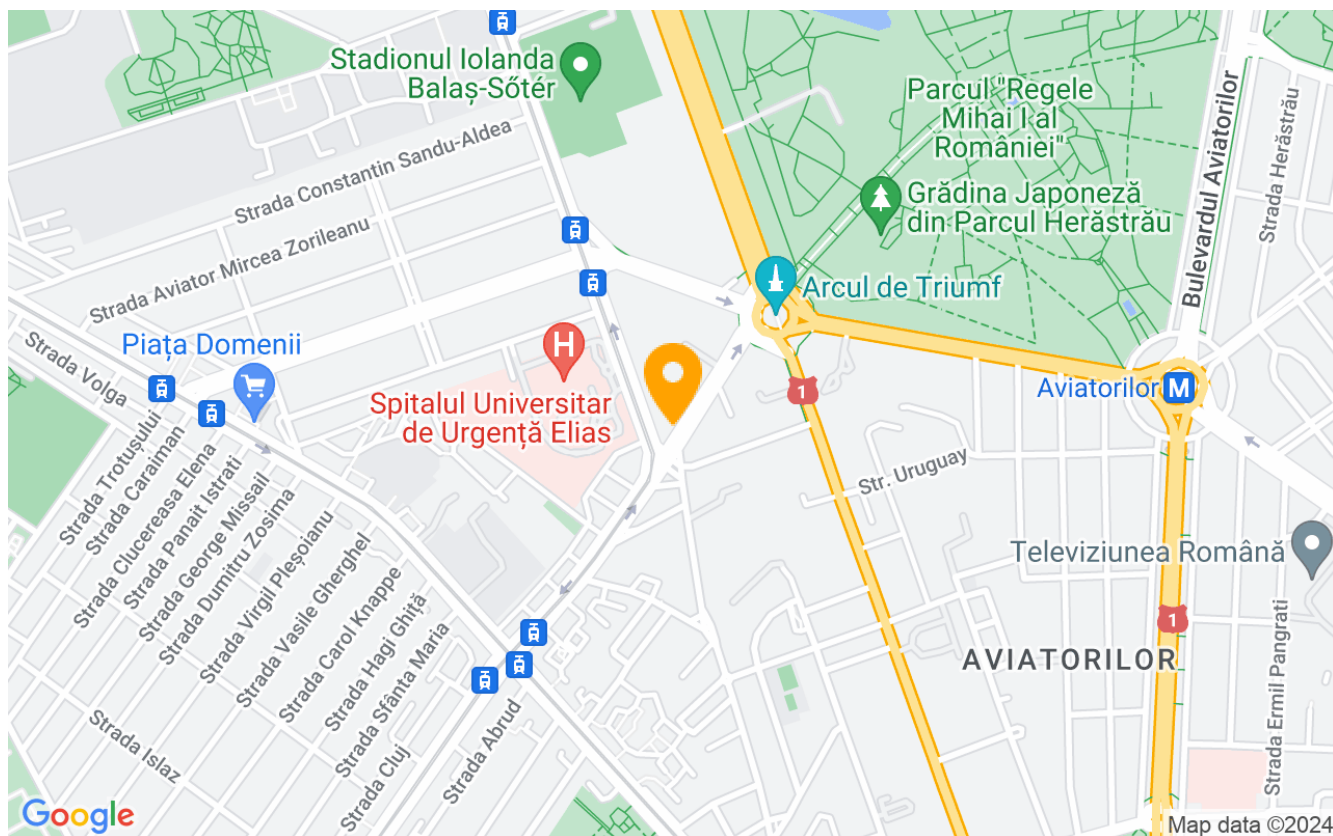 Stadionul Iolanda
Balaș-Sőtér
Parcul "Regele
Mihai I al
României"
Grădina Japoneză
din Parcul Herăstrău
Bulevardul Aviatorilor
Strada Herăstrău
Strada Constantin Sandu-Aldea
Strada Aviator Mircea Zorileanu
Arcul de Triumf
Piața Domenii
H
Spitalul Universitar
de Urgență Elias
Strada Volga
1
Aviatorilor
M
Str. Uruguay
Strada Trotușului
Strada Caraiman
Strada Clucereasa Elena
Strada Panait Istrati
Strada George Missail
Strada Dumitru Zosima
Strada Virgil Pleșoianu
Strada Vasile Gherghel
Strada Carol Knappe
Strada Hagi Ghiță
Strada Sfânta Maria
Strada Cluj
Strada Abrud
Strada Islaz
Televiziunea Română
1
AVIATORILOR
Strada Ermil Pangrati
Google
Map data ©2024